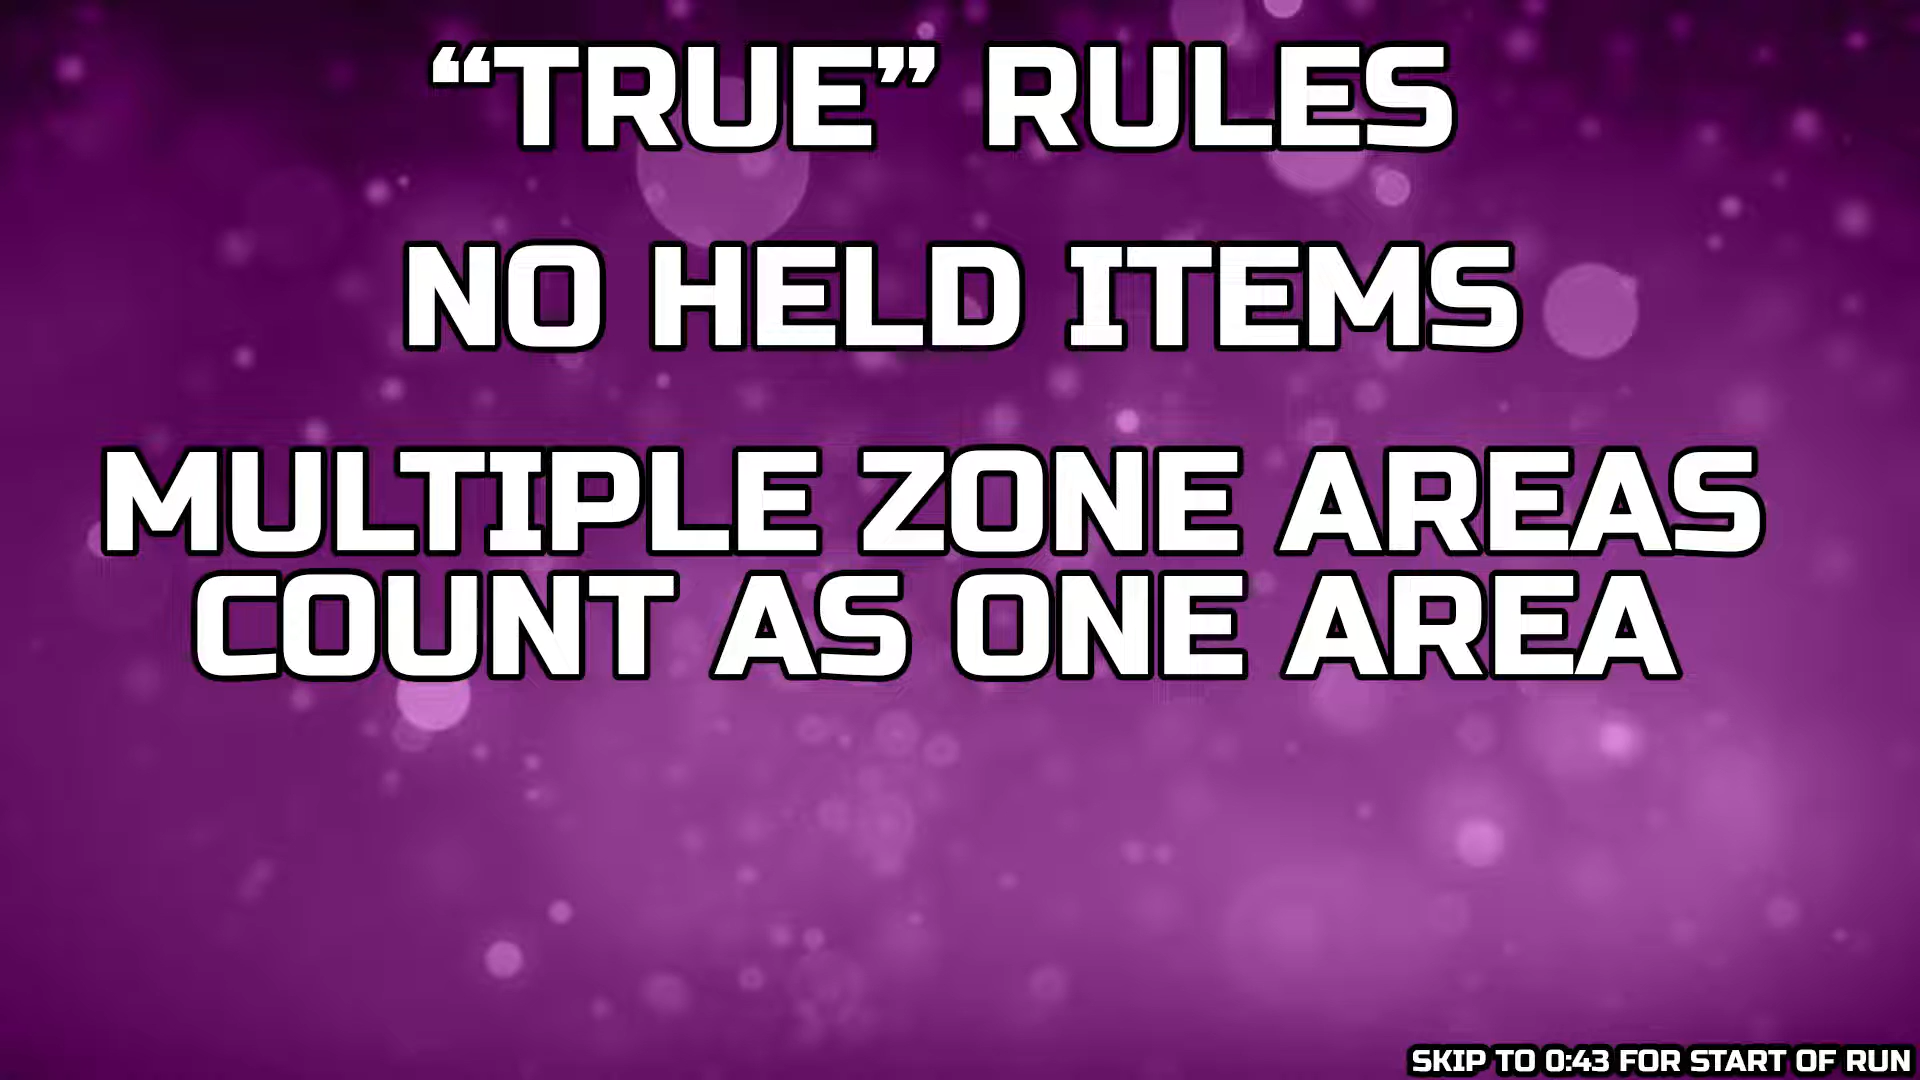 “TRUE” RULES
NO HELD ITEMS
MULTIPLE ZONE AREAS
COUNT AS ONE AREA
SKIP TO 0:43 FOR START OF RUN